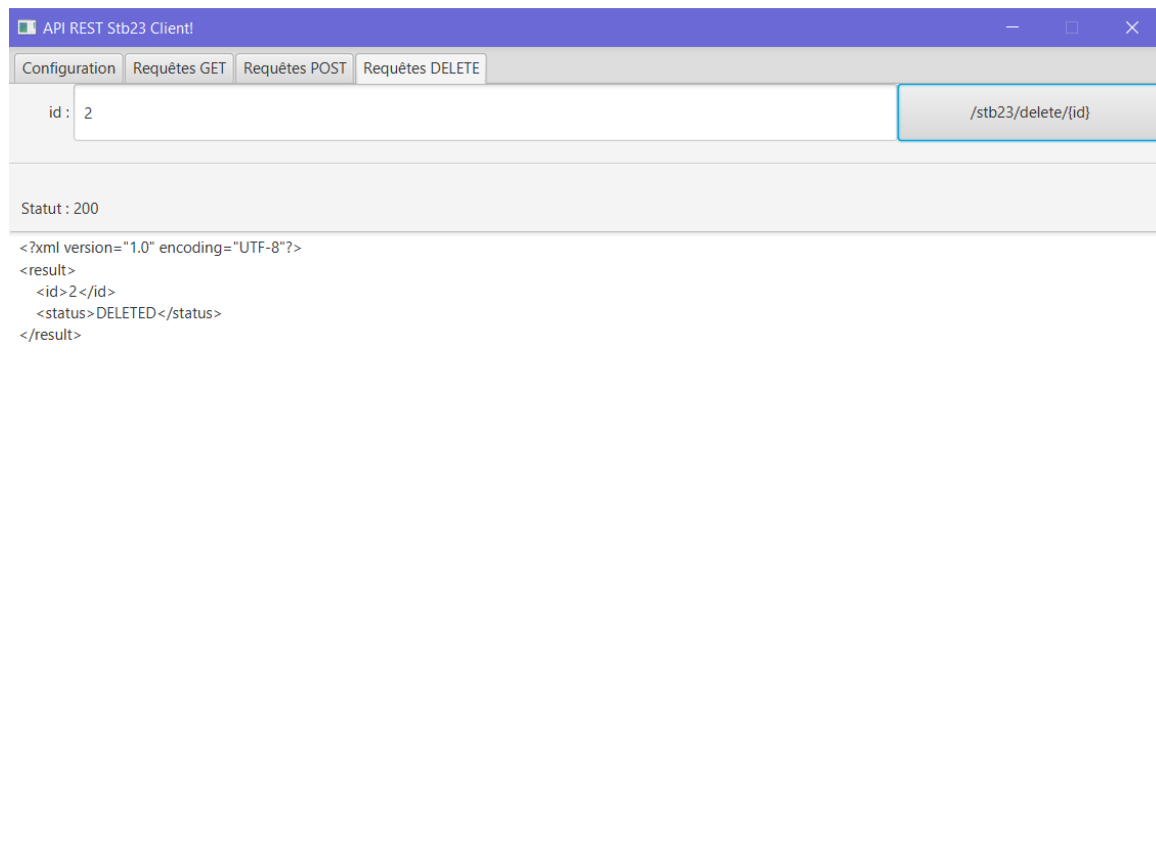 API REST Stb23 Client!
Configuration Requêtes GET Requêtes POST Requêtes DELETE
id : 2 /stb23/delete/{id}
Statut : 200
<?xml version="1.0" encoding="UTF-8"?>
<result>
<id>2</id>
<status>DELETED</status>
</result>